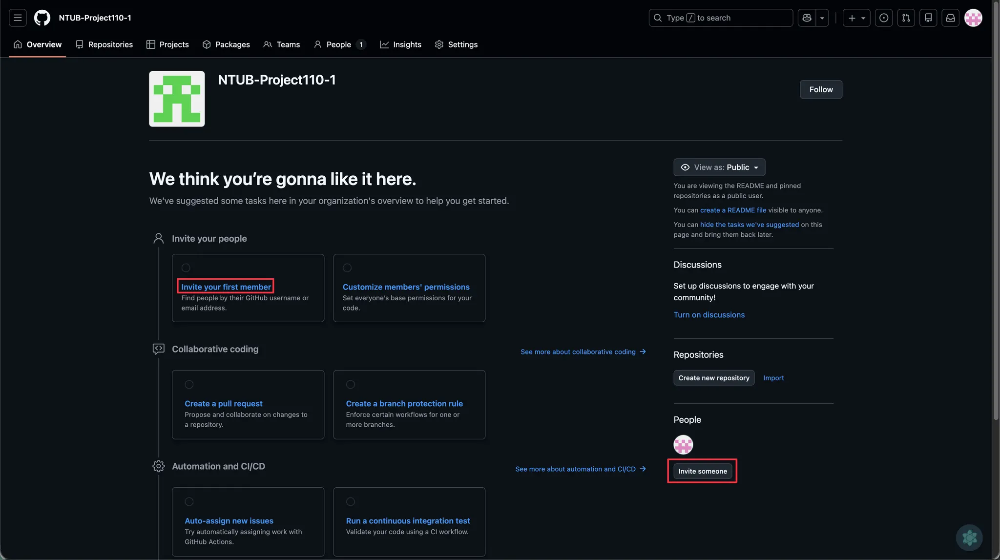 NTUB-Project110-1
Type / to search
Overview
Repositories
Projects
Packages
Teams
People 1
Insights
Settings
NTUB-Project110-1
Follow
We think you’re gonna like it here.
We’ve suggested some tasks here in your organization's overview to help you get started.
Invite your people
Invite your first member
Find people by their GitHub username or
email address.
Customize members' permissions
Set everyone’s base permissions for your
code.
Collaborative coding
See more about collaborative coding →
Create a pull request
Propose and collaborate on changes to
a repository.
Create a branch protection rule
Enforce certain workflows for one or
more branches.
Automation and CI/CD
See more about automation and CI/CD →
Auto-assign new issues
Try automatically assigning work with
GitHub Actions.
Run a continuous integration test
Validate your code using a CI workflow.
View as: Public
You are viewing the README and pinned
repositories as a public user.
You can create a README file visible to anyone.
You can hide the tasks we've suggested on this
page and bring them back later.
Discussions
Set up discussions to engage with your
community!
Turn on discussions
Repositories
Create new repository
Import
People
Invite someone